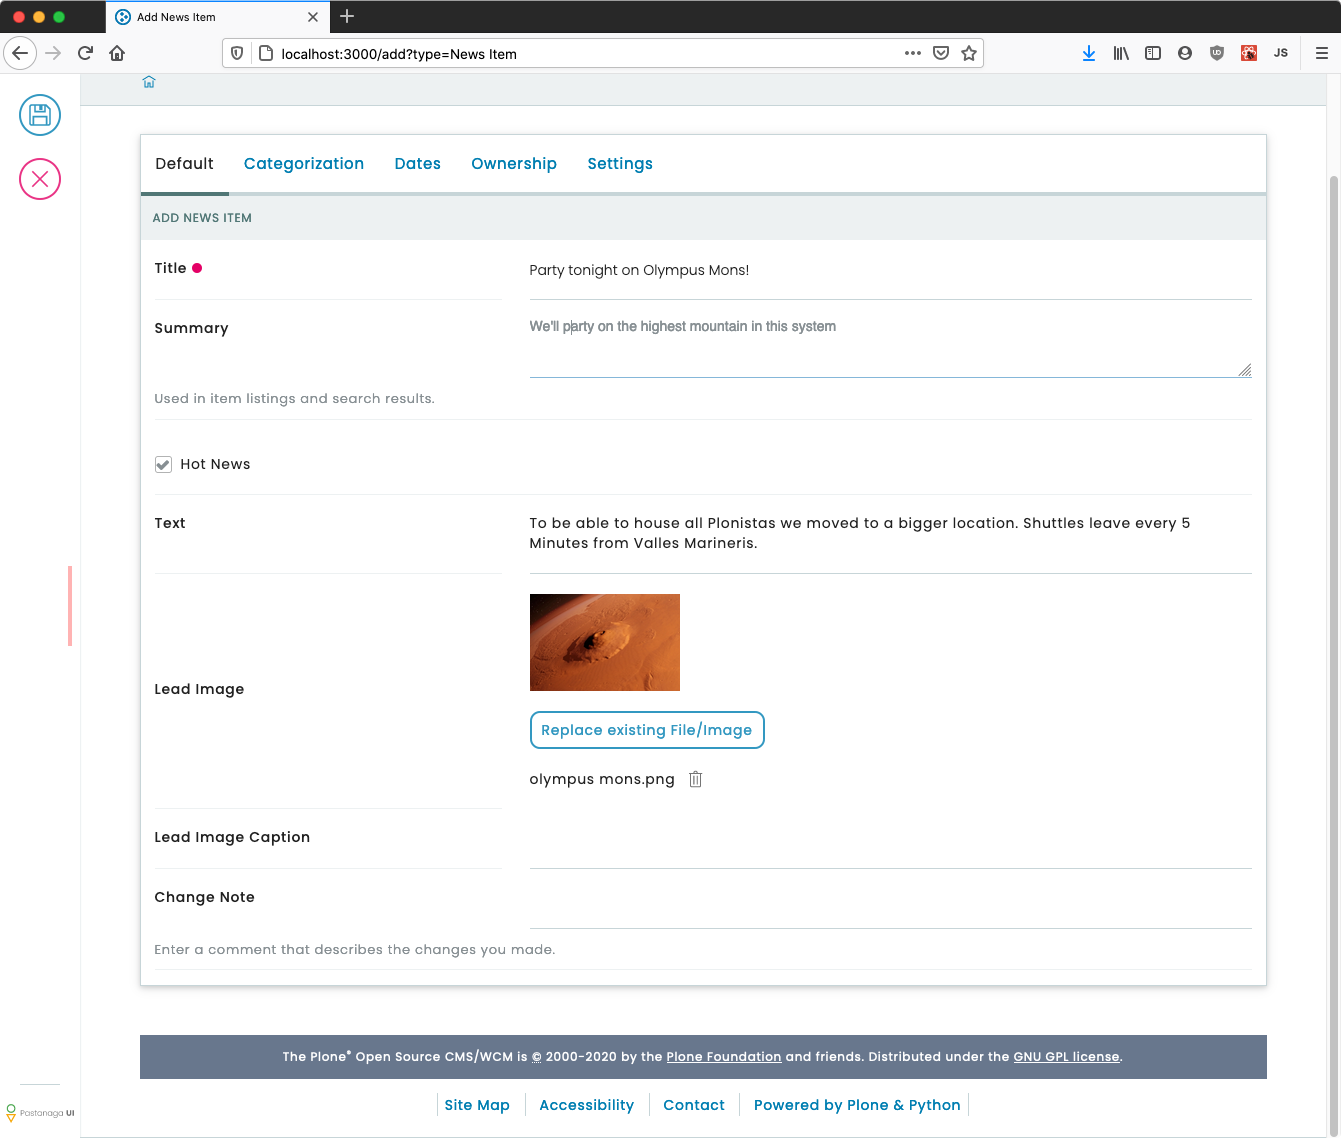 Add News Item
localhost:3000/add?type=News Item
JS
Default Categorization Dates Ownership Settings
ADD NEWS ITEM
Title
Party tonight on Olympus Mons!
Summary
We'll party on the highest mountain in this system
Used in item listings and search results.
Hot News
Text
To be able to house all Plonistas we moved to a bigger location. Shuttles leave every 5
Minutes from Valles Marineris.
Lead Image
Replace existing File/Image
olympus mons.png
Lead Image Caption
Change Note
Enter a comment that describes the changes you made.
The Plone® Open Source CMS/WCM is © 2000-2020 by the Plone Foundation and friends. Distributed under the GNU GPL license.
Site Map Accessibility Contact Powered by Plone & Python
Pastanaga UI